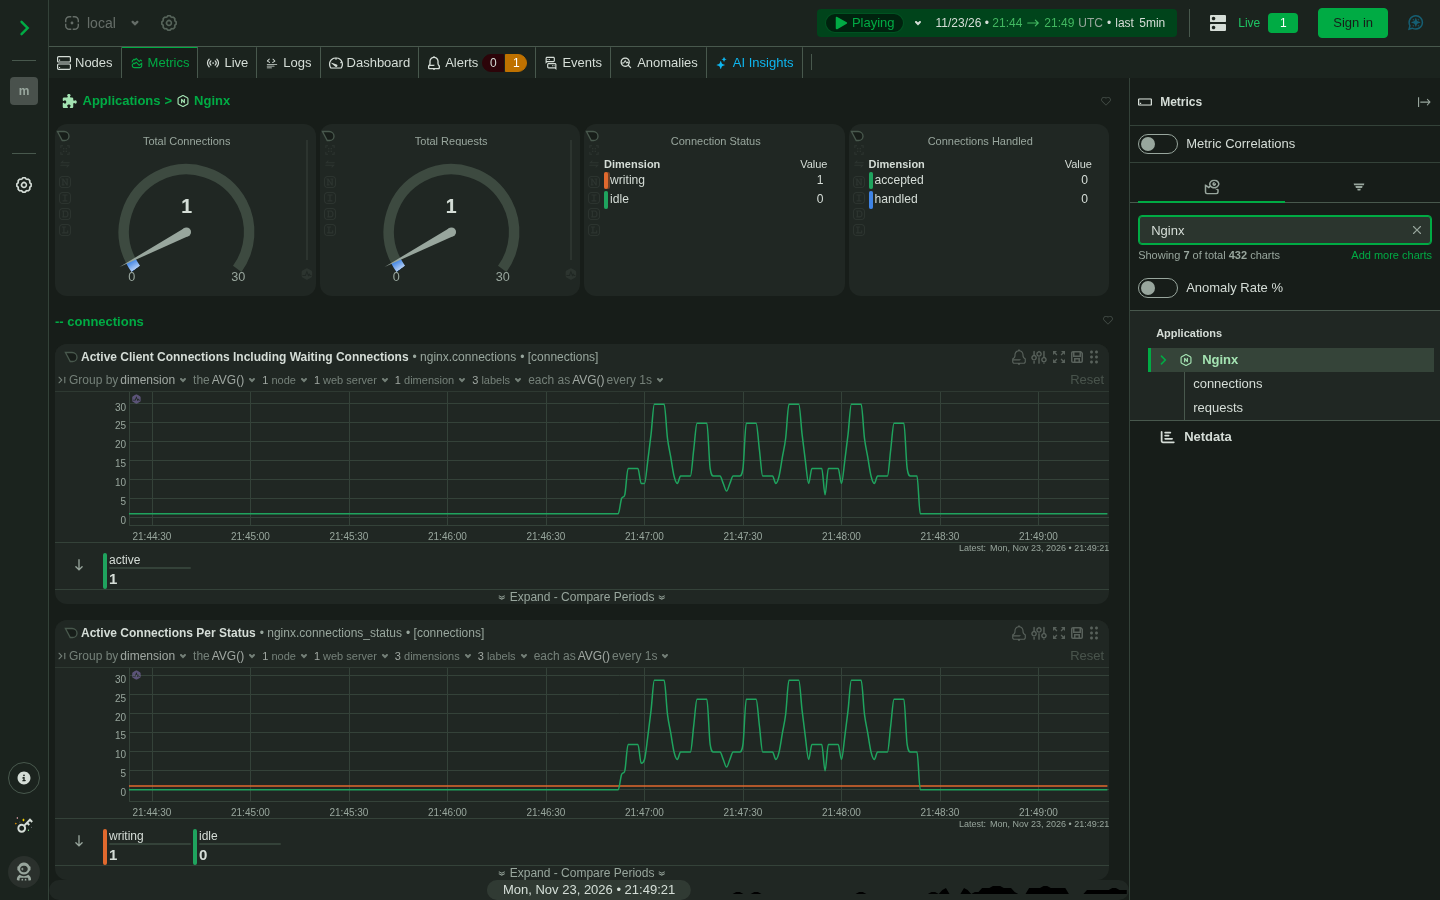 local
Playing
11/23/26 • 21:44 → 21:49 UTC • last 5min
Live 1
Sign in
m
Nodes Metrics Live Logs Dashboard Alerts 0 1 Events Anomalies AI Insights
Applications > Nginx
Total Connections
1
0 30
Total Requests
1
0 30
Connection Status
Dimension Value
writing 1
idle 0
Connections Handled
Dimension Value
accepted 0
handled 0
-- connections
Active Client Connections Including Waiting Connections • nginx.connections • [connections]
Group by dimension the AVG() 1 node 1 web server 1 dimension 3 labels each as AVG() every 1s Reset
30
25
20
15
10
5
0
21:44:30 21:45:00 21:45:30 21:46:00 21:46:30 21:47:00 21:47:30 21:48:00 21:48:30 21:49:00
Latest: Mon, Nov 23, 2026 • 21:49:21
active
1
Expand - Compare Periods
Active Connections Per Status • nginx.connections_status • [connections]
Group by dimension the AVG() 1 node 1 web server 3 dimensions 3 labels each as AVG() every 1s Reset
30
25
20
15
10
5
0
21:44:30 21:45:00 21:45:30 21:46:00 21:46:30 21:47:00 21:47:30 21:48:00 21:48:30 21:49:00
Latest: Mon, Nov 23, 2026 • 21:49:21
writing idle
1 0
Expand - Compare Periods
Mon, Nov 23, 2026 • 21:49:21
Metrics
Metric Correlations
Nginx
Showing 7 of total 432 charts Add more charts
Anomaly Rate %
Applications
Nginx
connections
requests
Netdata